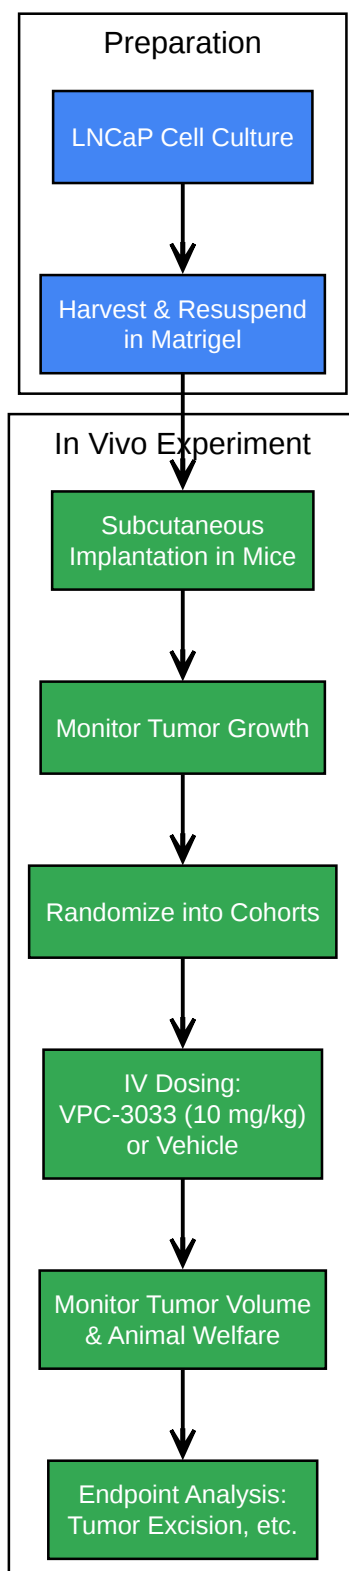 Preparation
LNCaP Cell Culture
Harvest & Resuspend
in Matrigel
In Vivo Experiment
Subcutaneous
Implantation in Mice
Monitor Tumor Growth
Randomize into Cohorts
IV Dosing:
VPC-3033 (10 mg/kg)
or Vehicle
Monitor Tumor Volume
& Animal Welfare
Endpoint Analysis:
Tumor Excision, etc.